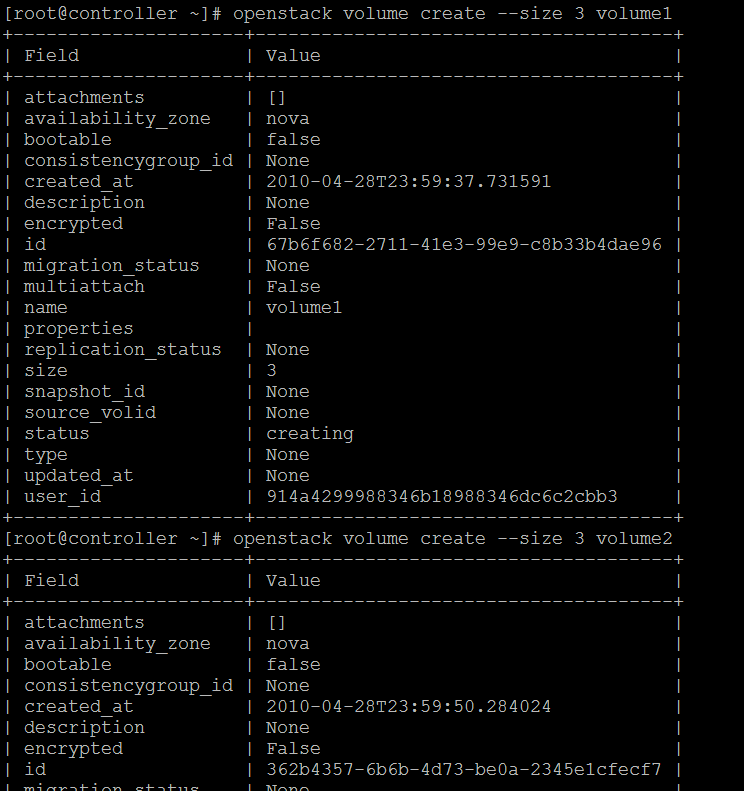 [root@controller ~]# openstack volume create --size 3 volume1
+---------------------+--------------------------------------+
| Field               | Value                                |
+---------------------+--------------------------------------+
| attachments         | []                                   |
| availability_zone   | nova                                 |
| bootable            | false                                |
| consistencygroup_id | None                                 |
| created_at          | 2010-04-28T23:59:37.731591           |
| description         | None                                 |
| encrypted           | False                                |
| id                  | 67b6f682-2711-41e3-99e9-c8b33b4dae96 |
| migration_status    | None                                 |
| multiattach         | False                                |
| name                | volume1                              |
| properties          |                                      |
| replication_status  | None                                 |
| size                | 3                                    |
| snapshot_id         | None                                 |
| source_volid        | None                                 |
| status              | creating                             |
| type                | None                                 |
| updated_at          | None                                 |
| user_id             | 914a4299988346b18988346dc6c2cbb3     |
+---------------------+--------------------------------------+
[root@controller ~]# openstack volume create --size 3 volume2
+---------------------+--------------------------------------+
| Field               | Value                                |
+---------------------+--------------------------------------+
| attachments         | []                                   |
| availability_zone   | nova                                 |
| bootable            | false                                |
| consistencygroup_id | None                                 |
| created_at          | 2010-04-28T23:59:50.284024           |
| description         | None                                 |
| encrypted           | False                                |
| id                  | 362b4357-6b6b-4d73-be0a-2345e1cfecf7 |
| migration_status    | None                                 |